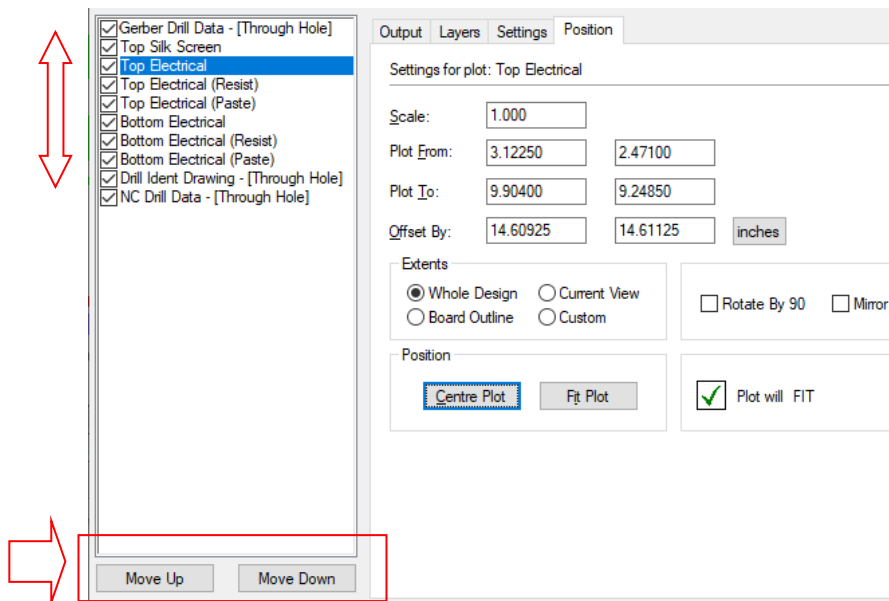 Gerber Drill Data - [Through Hole]
Top Silk Screen
Top Electrical
Top Electrical (Resist)
Top Electrical (Paste)
Bottom Electrical
Bottom Electrical (Resist)
Bottom Electrical (Paste)
Drill Ident Drawing - [Through Hole]
NC Drill Data - [Through Hole]
Move Up Move Down
Output Layers Settings Position
Settings for plot: Top Electrical
Scale: 1.000
Plot From: 3.12250 2.47100
Plot To: 9.90400 9.24850
Offset By: 14.60925 14.61125 inches
Extents
Whole Design Current View
Board Outline Custom
Rotate By 90 Mirror
Position
Centre Plot Fit Plot
Plot will FIT